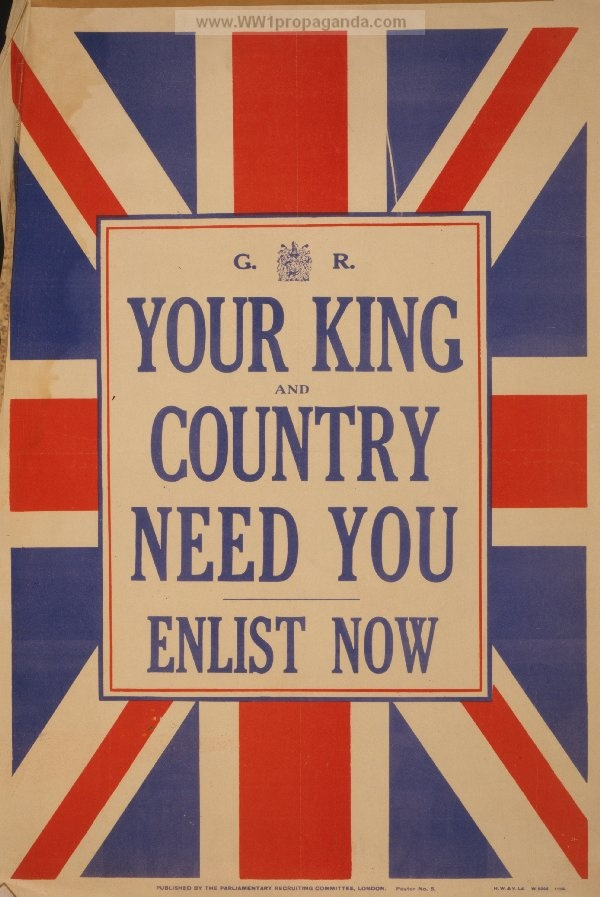 www.WW1propaganda.com
G. R.
YOUR KING
AND
COUNTRY
NEED YOU
ENLIST NOW
PUBLISHED BY THE PARLIAMENTARY RECRUITING COMMITTEE, LONDON. Poster No. 5.